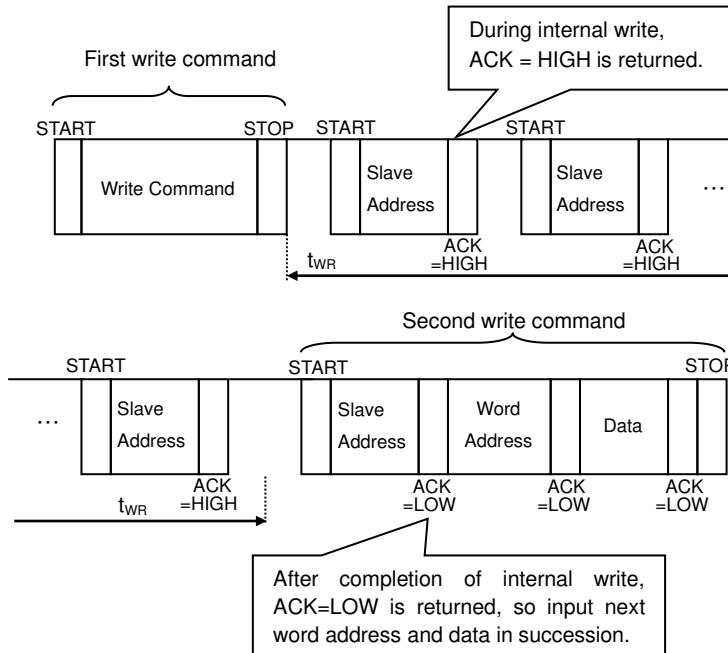 During internal write,
ACK = HIGH is returned.
First write command
START STOP START START
Write Command
Slave
Address
Slave
Address
…
ACK
=HIGH
ACK
=HIGH
tWR
Second write command
START START STOP
…
Slave
Address
Slave
Address
Word
Address
Data
ACK
=HIGH
ACK
=LOW
ACK
=LOW
ACK
=LOW
tWR
After completion of internal write,
ACK=LOW is returned, so input next
word address and data in succession.